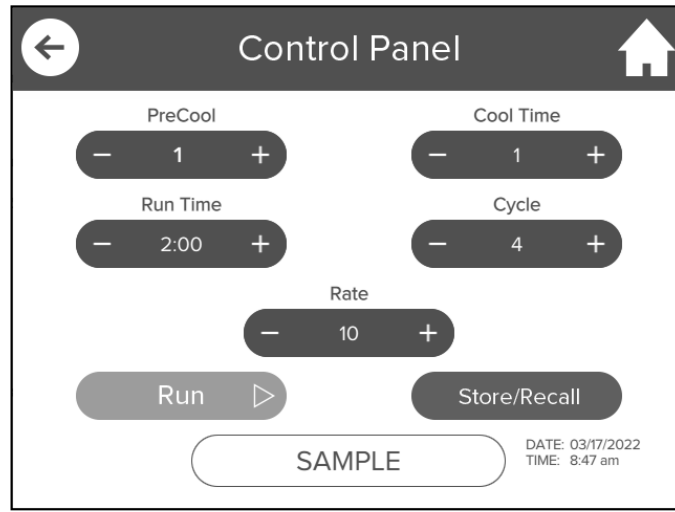 Control Panel
PreCool
Cool Time
− 1 +
− 1 +
Run Time
Cycle
− 2:00 +
− 4 +
Rate
− 10 +
Run
Store/Recall
SAMPLE
DATE: 03/17/2022
TIME: 8:47 am